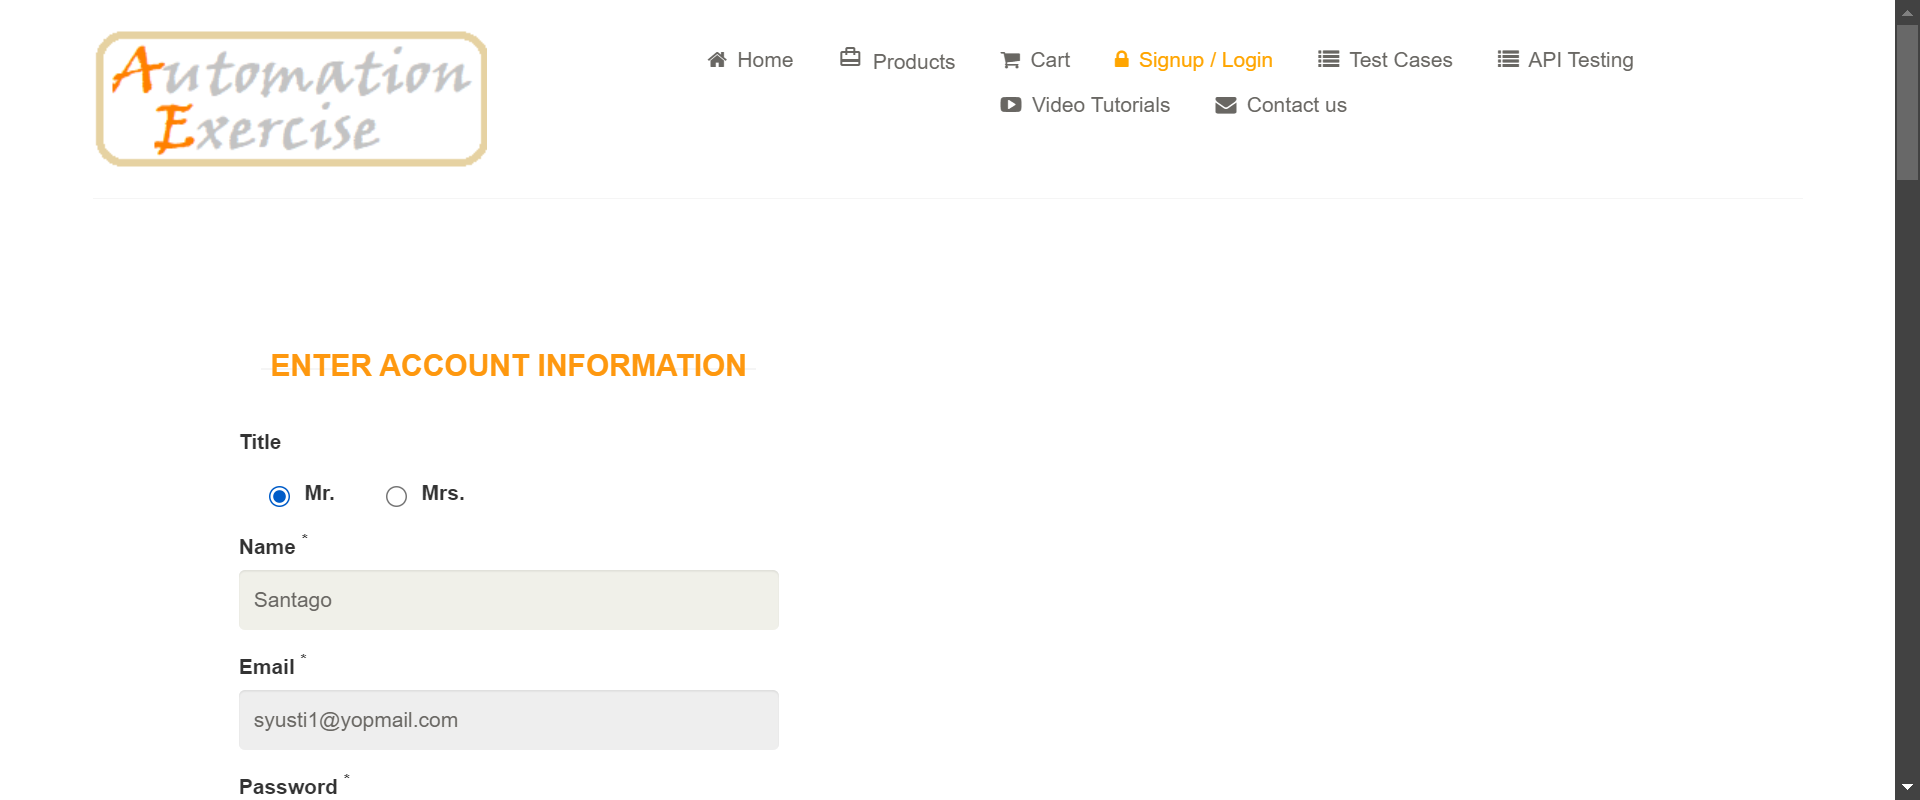 Automation
Exercise
Home Products Cart Signup / Login Test Cases API Testing
Video Tutorials Contact us
ENTER ACCOUNT INFORMATION
Title
Mr. Mrs.
Name *
Santago
Email *
syusti1@yopmail.com
Password *